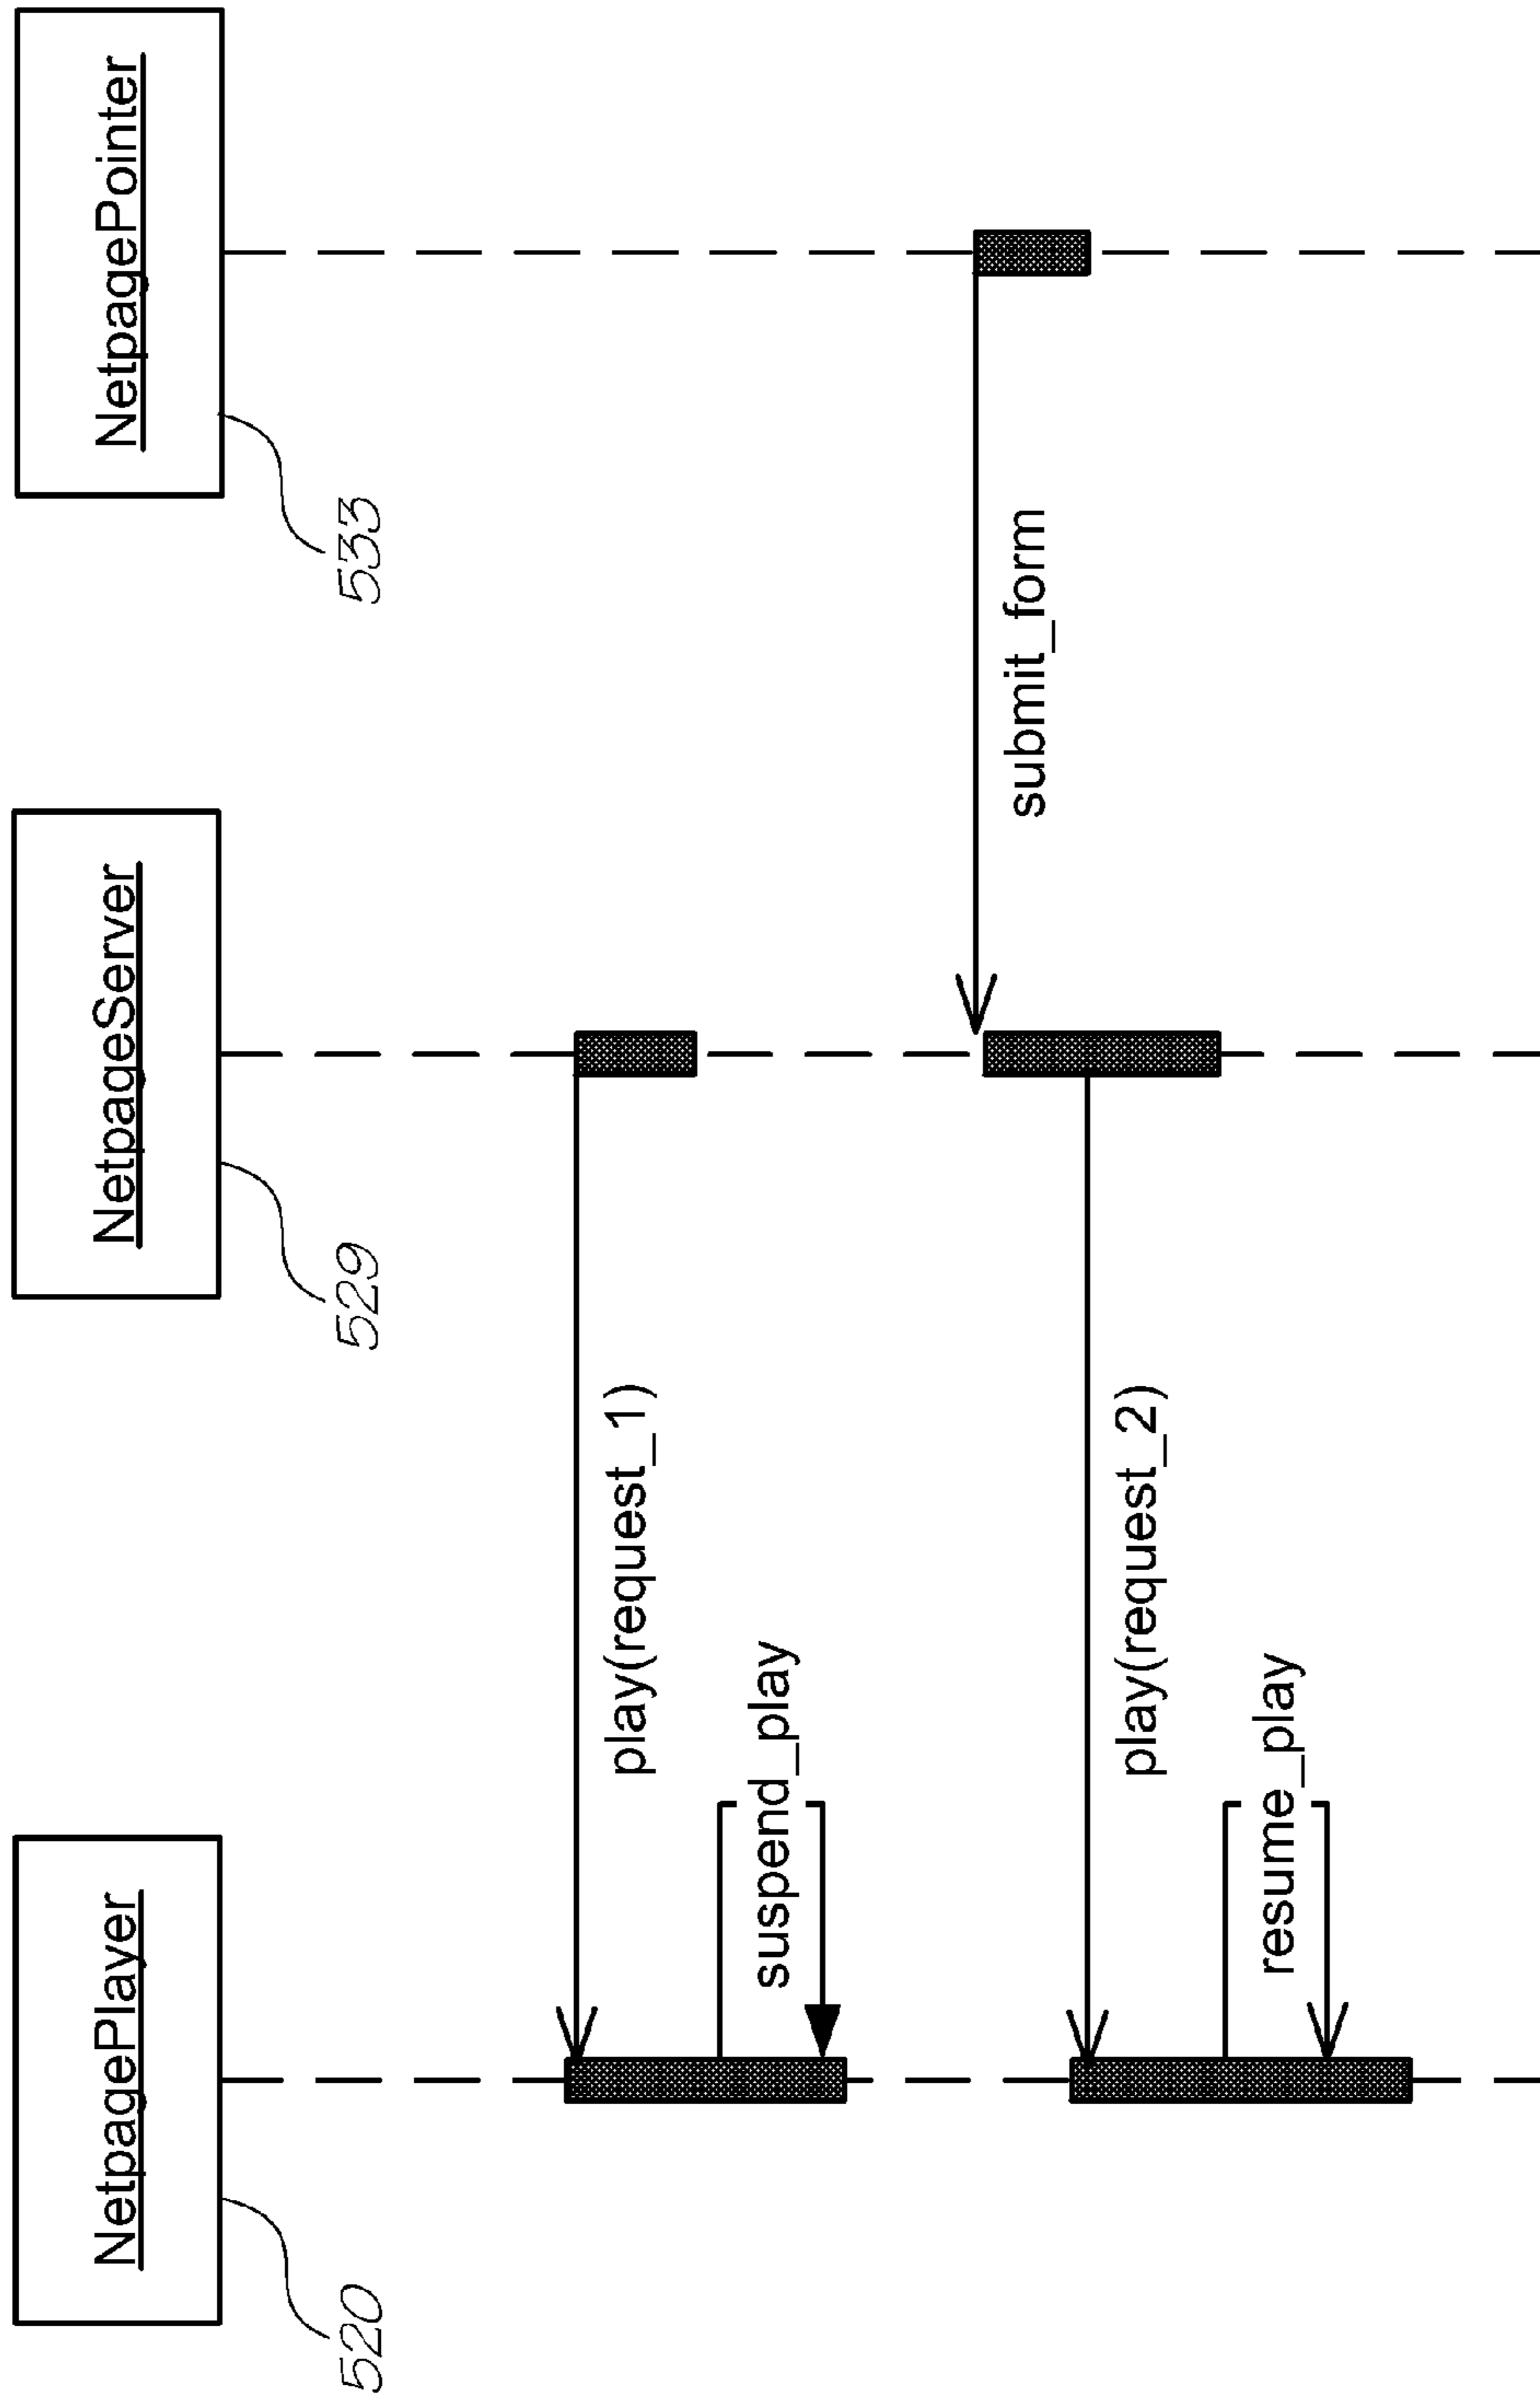 NetpagePlayer
NetpageServer
NetpagePointer
520
529
533
play(request_1)
suspend_play
submit_form
play(request_2)
resume_play